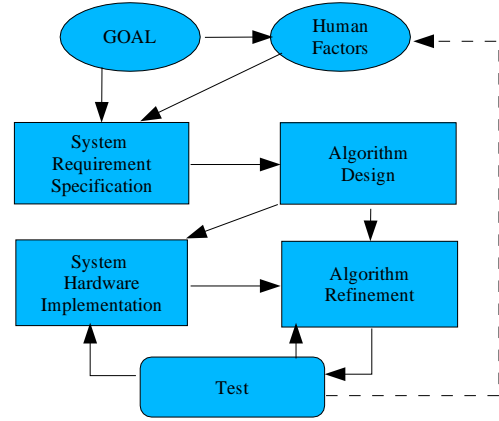 GOAL
Human
Factors
System
Requirement
Specification
Algorithm
Design
System
Hardware
Implementation
Algorithm
Refinement
Test